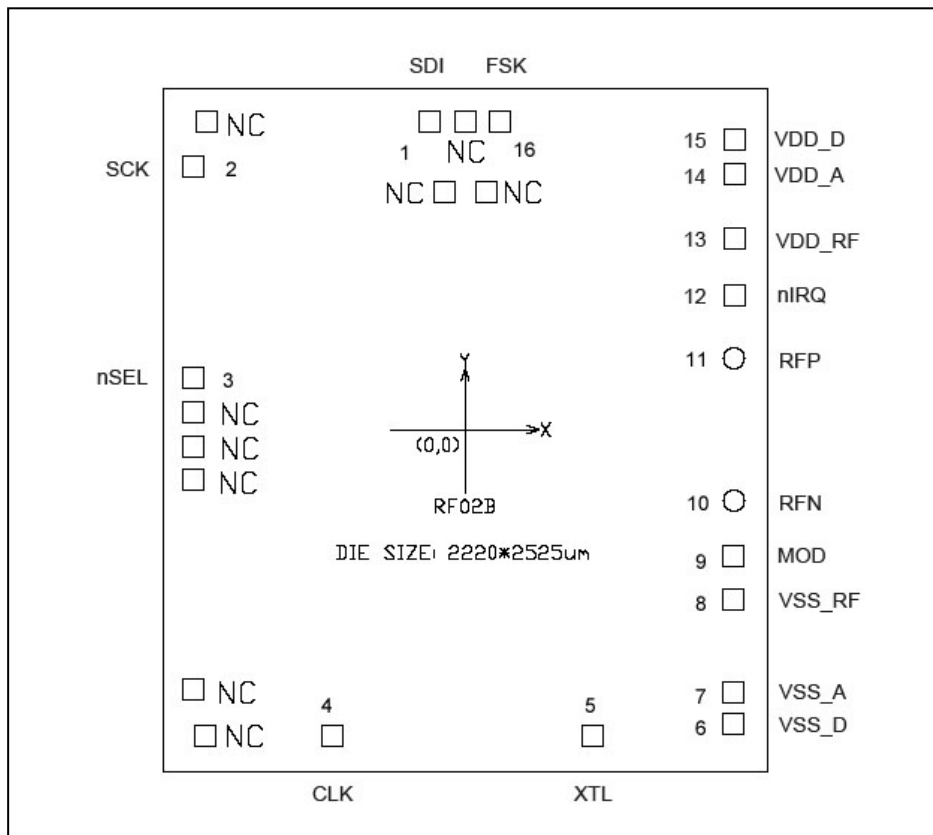 SDI FSK
NC
1 NC 16
15 VDD_D
SCK 2
14 VDD_A
NC NC
13 VDD_RF
12 nIRQ
Y
11 RFP
nSEL 3
NC
X
(0,0)
NC
NC
RF02B
10 RFN
DIE SIZE: 2220*2525um
9 MOD
8 VSS_RF
NC
7 VSS_A
4 5
6 VSS_D
NC
CLK XTL